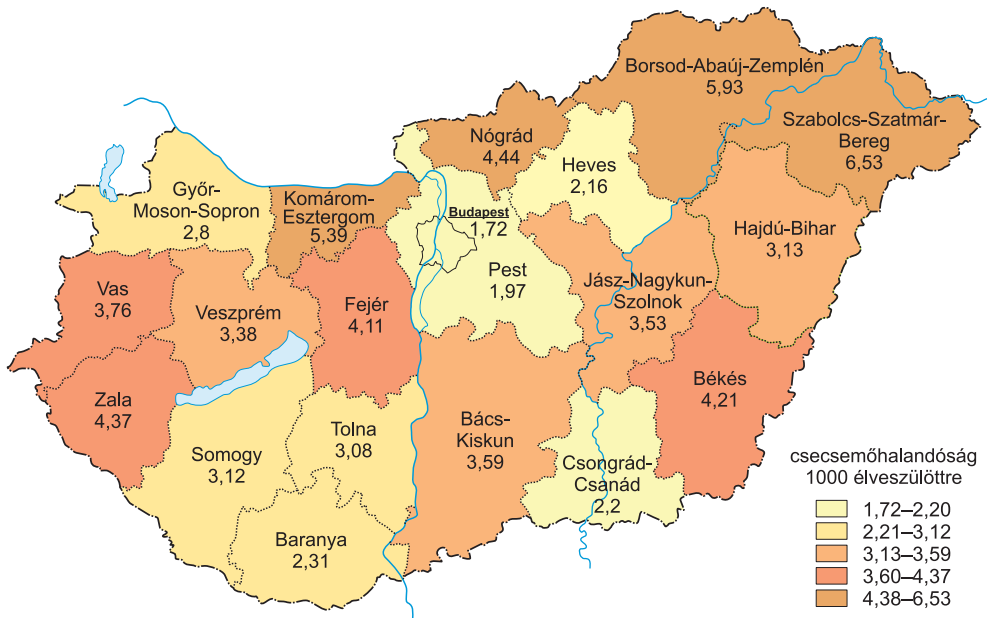 Borsod-Abaúj-Zemplén
5,93
Szabolcs-Szatmár-
Bereg
6,53
Nógrád
4,44
Heves
2,16
Győr-
Moson-Sopron
2,8
Komárom-
Esztergom
5,39
Budapest
1,72
Hajdú-Bihar
3,13
Pest
1,97
Jász-Nagykun-
Szolnok
3,53
Vas
3,76
Veszprém
3,38
Fejér
4,11
Zala
4,37
Békés
4,21
Somogy
3,12
Tolna
3,08
Bács-
Kiskun
3,59
Csongrád-
Csanád
2,2
Baranya
2,31
csecsemőhalandóság
1000 élveszülöttre
1,72–2,20
2,21–3,12
3,13–3,59
3,60–4,37
4,38–6,53